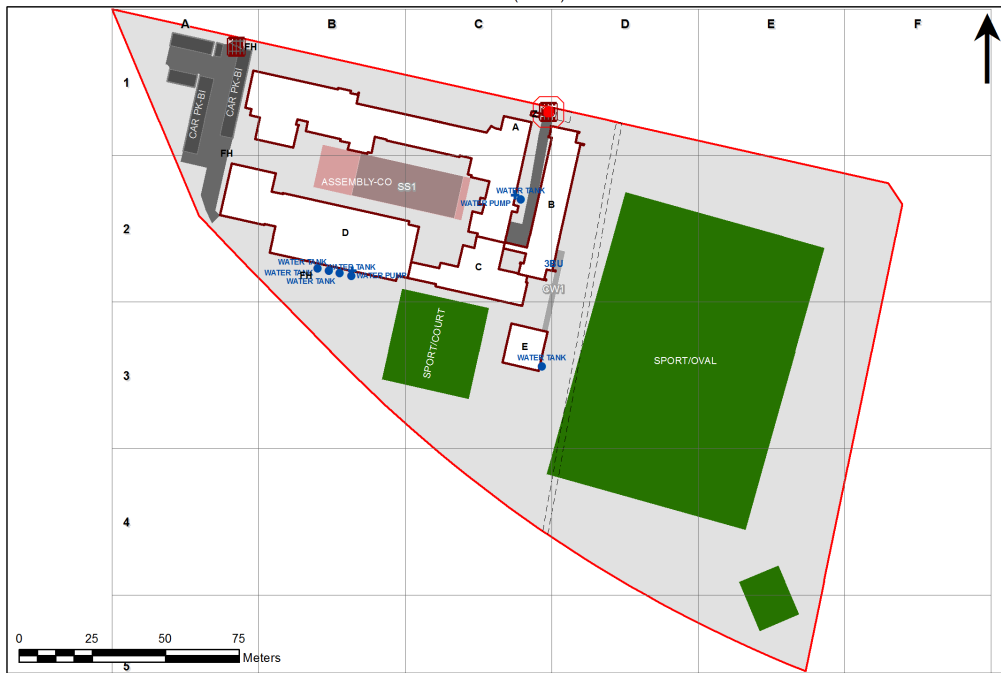 A B C D E F
1
FH
CAR PK-BI
CAR PK-BI
A
FH
ASSEMBLY-CO
SS1
WATER TANK
WATER PUMP
B
2
D
WATER TANK
WATER TANK
WATER TANK
FH
WATER PUMP
WATER TANK
C
3BU
CW1
SPORT/COURT
E
WATER TANK
SPORT/OVAL
3
4
0 25 50 75
Meters
5